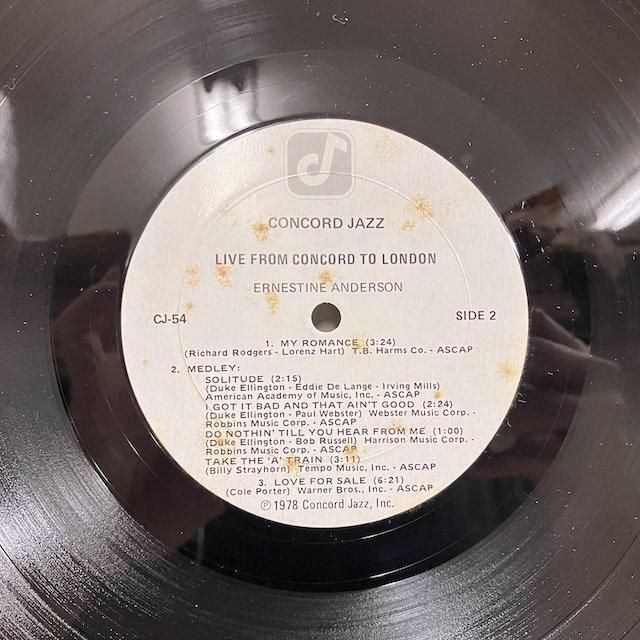 CONCORD JAZZ
LIVE FROM CONCORD TO LONDON
ERNESTINE ANDERSON
CJ-54 SIDE 2
1. MY ROMANCE (3:24)
(Richard Rodgers - Lorenz Hart) T.B. Harms Co. - ASCAP
2. MEDLEY:
SOLITUDE (2:15)
(Duke Ellington - Eddie De Lange - Irving Mills)
American Academy of Music, Inc. - ASCAP
I GOT IT BAD AND THAT AIN'T GOOD (2:24)
(Duke Ellington - Paul Webster) Webster Music Corp. -
Robbins Music Corp. - ASCAP
DO NOTHIN' TILL YOU HEAR FROM ME (1:00)
(Duke Ellington - Bob Russell) Harrison Music Corp. -
Robbins Music Corp. - ASCAP
TAKE THE 'A' TRAIN (3:11)
(Billy Strayhorn) Tempo Music, Inc. - ASCAP
3. LOVE FOR SALE (6:21)
(Cole Porter) Warner Bros., Inc. - ASCAP
℗ 1978 Concord Jazz, Inc.